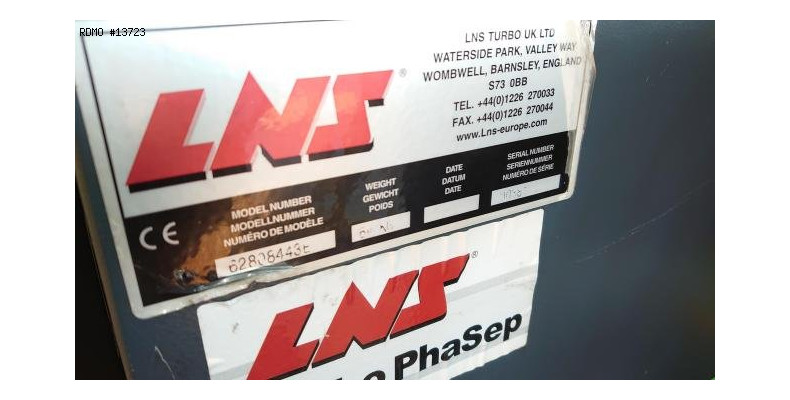 RDMO #13723
LNS®
LNS TURBO UK LTD
WATERSIDE PARK, VALLEY WAY
WOMBWELL, BARNSLEY, ENGLAND
S73 0BB
TEL. +44(0)1226 270033
FAX. +44(0)1226 270044
www.Lns-europe.com
CE
MODEL NUMBER
MODELLNUMMER
NUMÉRO DE MODÈLE
62808443E
WEIGHT
GEWICHT
POIDS
DATE
DATUM
DATE
SERIAL NUMBER
SERIENNUMMER
NUMÉRO DE SÉRIE
LNS®
PhaSep